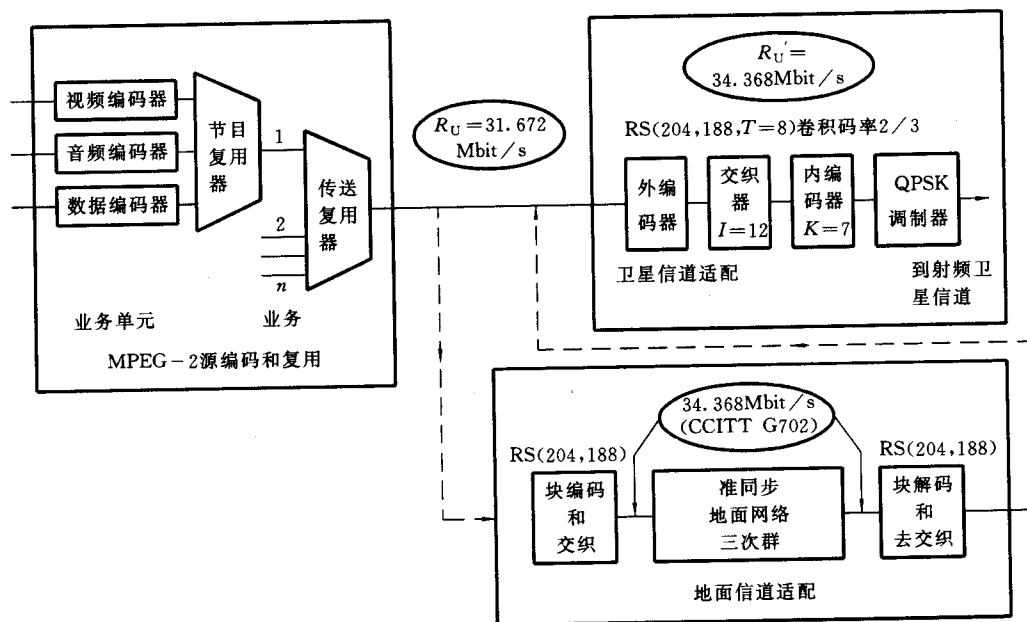 视频编码器
音频编码器
数据编码器
节目
复用
器
1
2
n
传送
复用
器
业务单元
业务
MPEG-2源编码和复用
R_U=31.672
Mbit/s
R_U′=
34.368Mbit/s
RS(204,188,T=8)卷积码率2/3
外编
码器
交织
器
I=12
内编
码器
K=7
QPSK
调制器
卫星信道适配
到射频卫
星信道
34.368Mbit/s
(CCITT G702)
RS(204,188)
RS(204,188)
块编码
和
交织
准同步
地面网络
三次群
块解码
和
去交织
地面信道适配